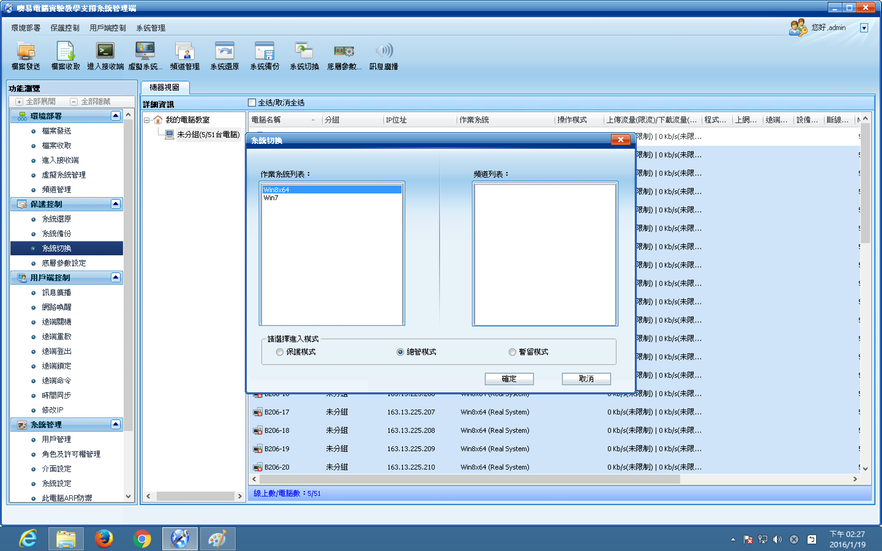 噢易電腦實驗教學支撐系統管理端
環境部署 保護控制 用戶端控制 系統管理
您好,admin
檔案發送 檔案收取 進入接收端 虛擬系統... 頻道管理 系統還原 系統備份 系統切換 底層參數... 訊息廣播
功能瀏覽
全部展開 全部隱藏
環境部署
檔案發送
檔案收取
進入接收端
虛擬系統管理
頻道管理
保護控制
系統還原
系統備份
系統切換
底層參數設定
用戶端控制
訊息廣播
網路喚醒
遠端關機
遠端重啟
遠端登出
遠端鎖定
遠端命令
時間同步
修改IP
系統管理
用戶管理
角色及許可權管理
介面設定
系統設定
此電腦ARP防禦
機器視圖
詳細資訊
我的電腦教室
未分組(5/51台電腦)
全選/取消全選
電腦名稱 分組 IP位址 作業系統 操作模式 上傳流量(限流)/下載流量(... 程式... 上網... 遠端... 設備... 斷線...
系統切換
作業系統列表：
Win8x64
Win7
頻道列表：
請選擇進入模式
保護模式 總管模式 暫留模式
確定 取消
B206-17 未分組 163.13.225.207 Win8x64 (Real System) 0 Kb/s(未限制) | 0 Kb/s(未限...
B206-18 未分組 163.13.225.208 Win8x64 (Real System) 0 Kb/s(未限制) | 0 Kb/s(未限...
B206-19 未分組 163.13.225.209 Win8x64 (Real System) 0 Kb/s(未限制) | 0 Kb/s(未限...
B206-20 未分組 163.13.225.210 Win8x64 (Real System) 0 Kb/s(未限制) | 0 Kb/s(未限...
線上數/電腦數：5/51
下午 02:27
2016/1/19